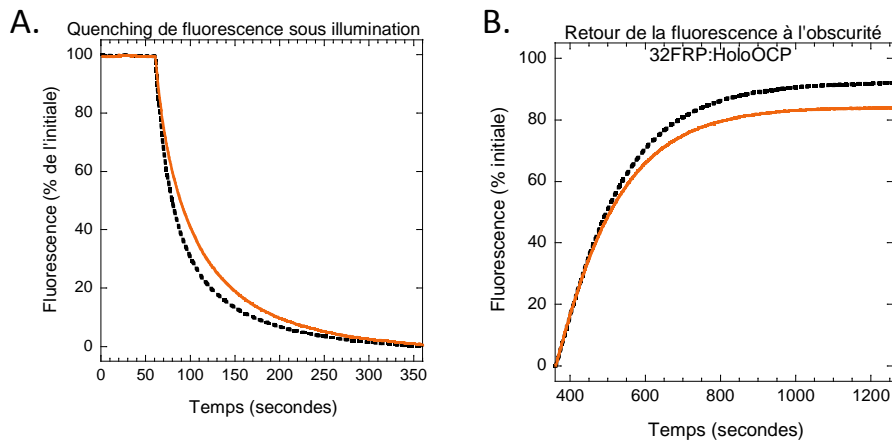 A.
Quenching de fluorescence sous illumination
Fluorescence (% de l'initiale)
100
80
60
40
20
0
0 50 100 150 200 250 300 350
Temps (secondes)
B.
Retour de la fluorescence à l'obscurité
32FRP:HoloOCP
Fluorescence (% initiale)
100
80
60
40
20
0
400 600 800 1000 1200
Temps (secondes)